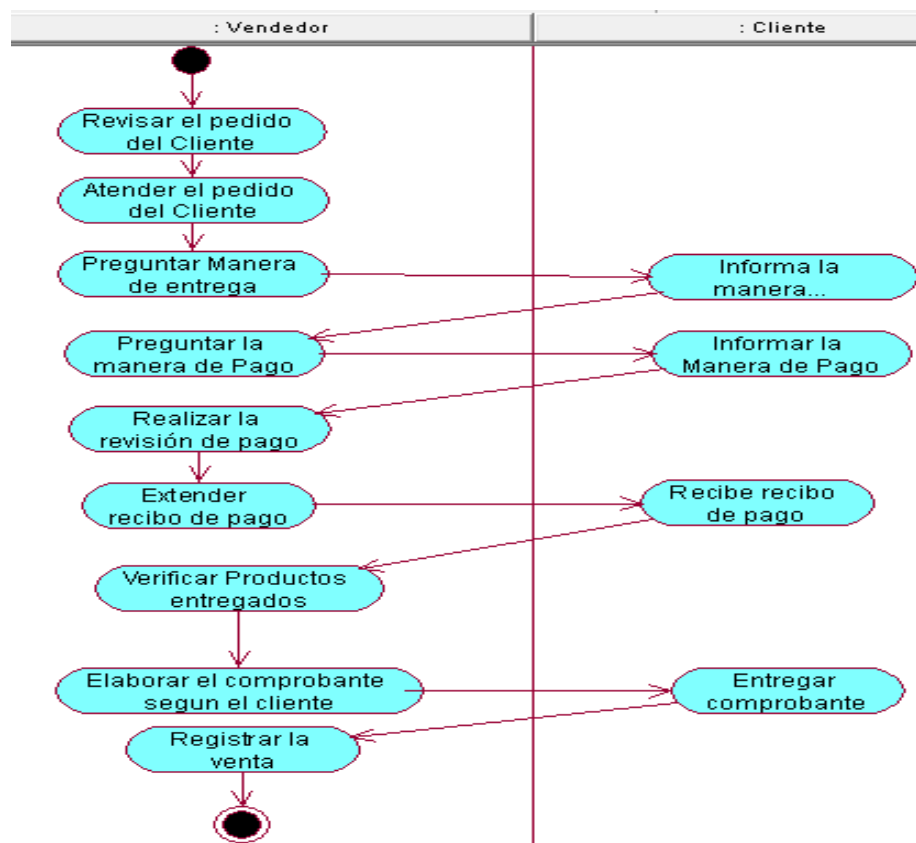 : Vendedor
: Cliente
Revisar el pedido
del Cliente
Atender el pedido
del Cliente
Preguntar Manera
de entrega
Informa la
manera...
Preguntar la
manera de Pago
Informar la
Manera de Pago
Realizar la
revisión de pago
Extender
recibo de pago
Recibe recibo
de pago
Verificar Productos
entregados
Elaborar el comprobante
segun el cliente
Entregar
comprobante
Registrar la
venta